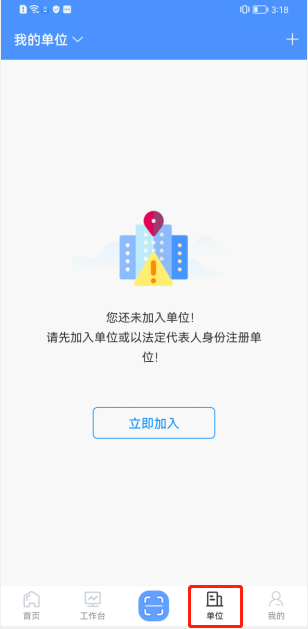 3:18
我的单位
您还未加入单位！
请先加入单位或以法定代表人身份注册单
位！
立即加入
首页
工作台
单位
我的